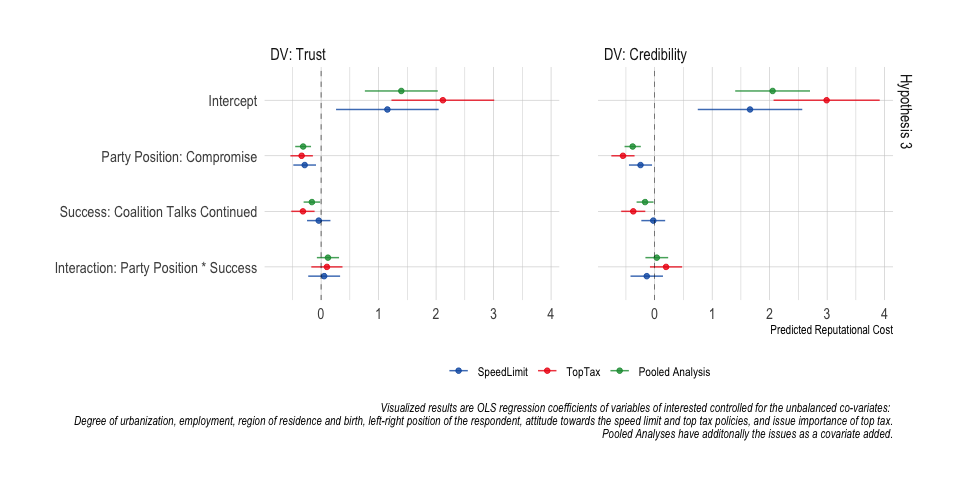 DV: Trust
DV: Credibility
Hypothesis 3
Intercept
Party Position: Compromise
Success: Coalition Talks Continued
Interaction: Party Position * Success
0 1 2 3 4
0 1 2 3 4
Predicted Reputational Cost
SpeedLimit TopTax Pooled Analysis
Visualized results are OLS regression coefficients of variables of interested controlled for the unbalanced co-variates:
Degree of urbanization, employment, region of residence and birth, left-right position of the respondent, attitude towards the speed limit and top tax policies, and issue importance of top tax.
Pooled Analyses have additonally the issues as a covariate added.